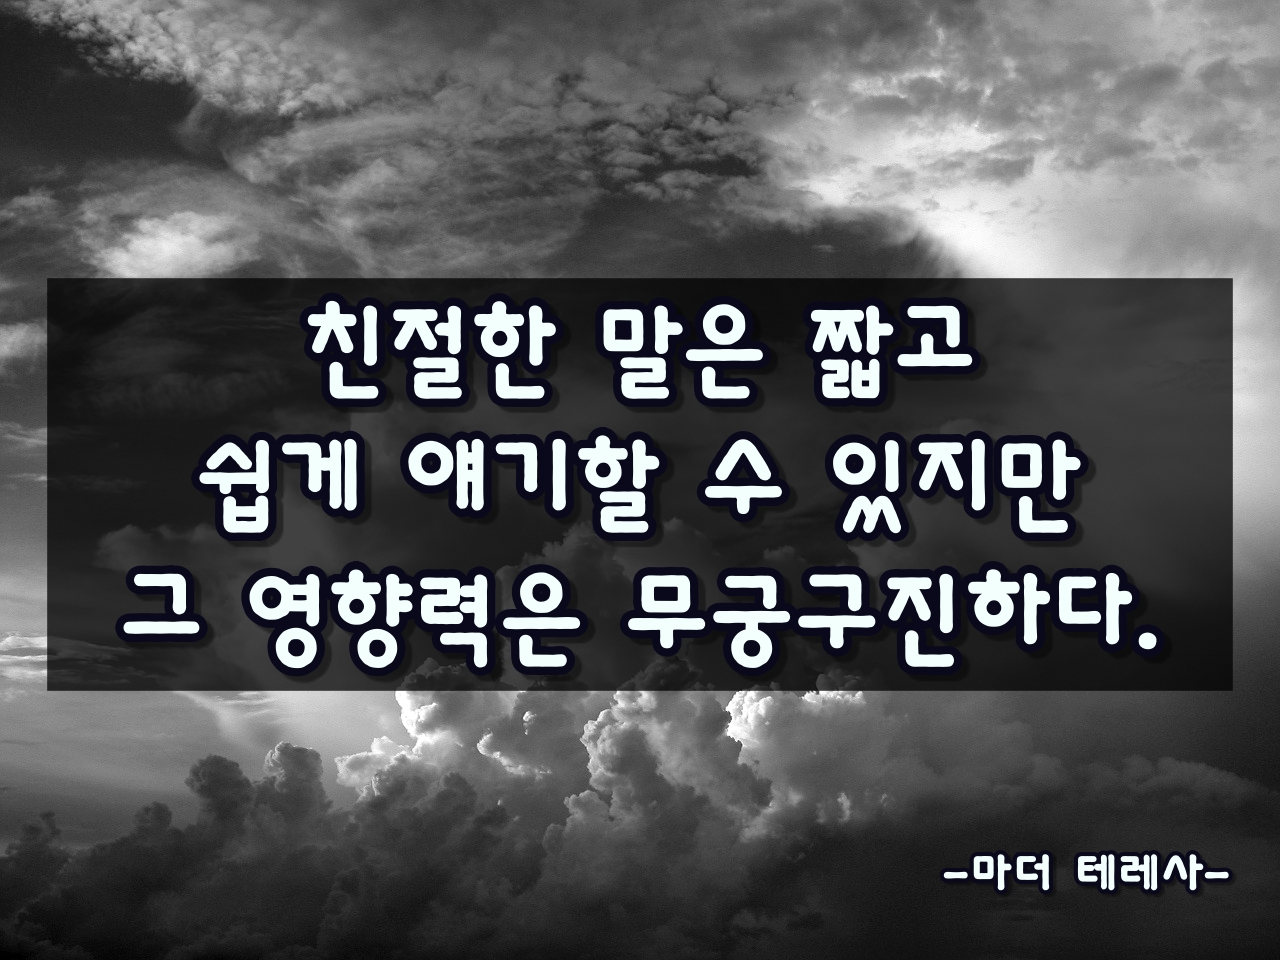 친절한 말은 짧고
쉽게 얘기할 수 있지만
그 영향력은 무궁구진하다.
-마더 테레사-